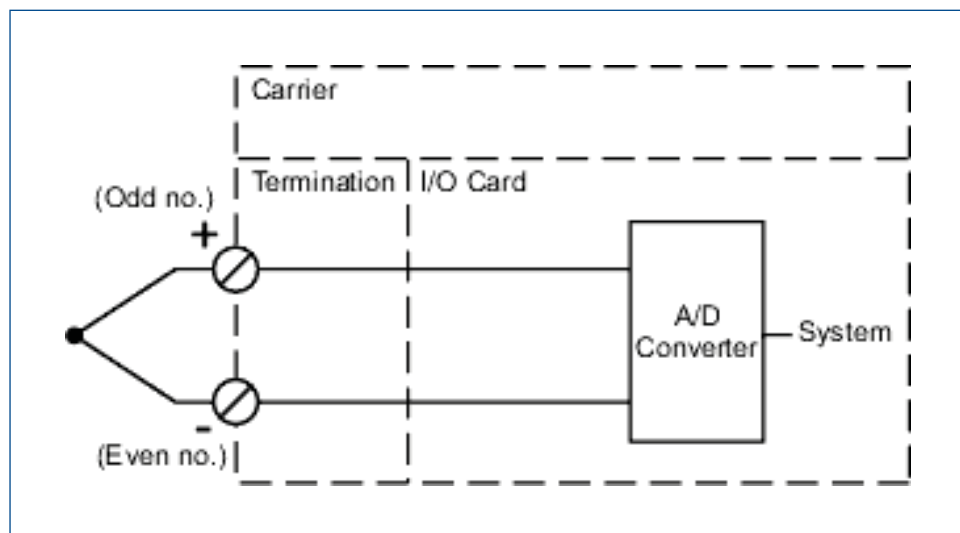 Carrier
Termination
I/O Card
(Odd no.)
+
A/D
Converter
System
-
(Even no.)